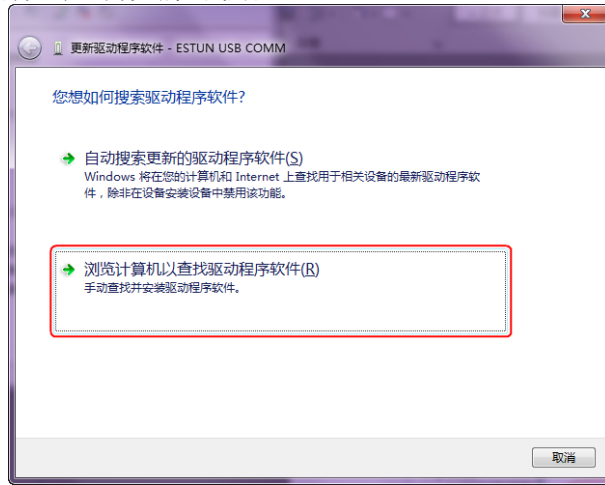 更新驱动程序软件 - ESTUN USB COMM
您想如何搜索驱动程序软件?
自动搜索更新的驱动程序软件(S)
Windows 将在您的计算机和 Internet 上查找用于相关设备的最新驱动程序软
件，除非在设备安装设备中禁用该功能。
浏览计算机以查找驱动程序软件(R)
手动查找并安装驱动程序软件。
取消